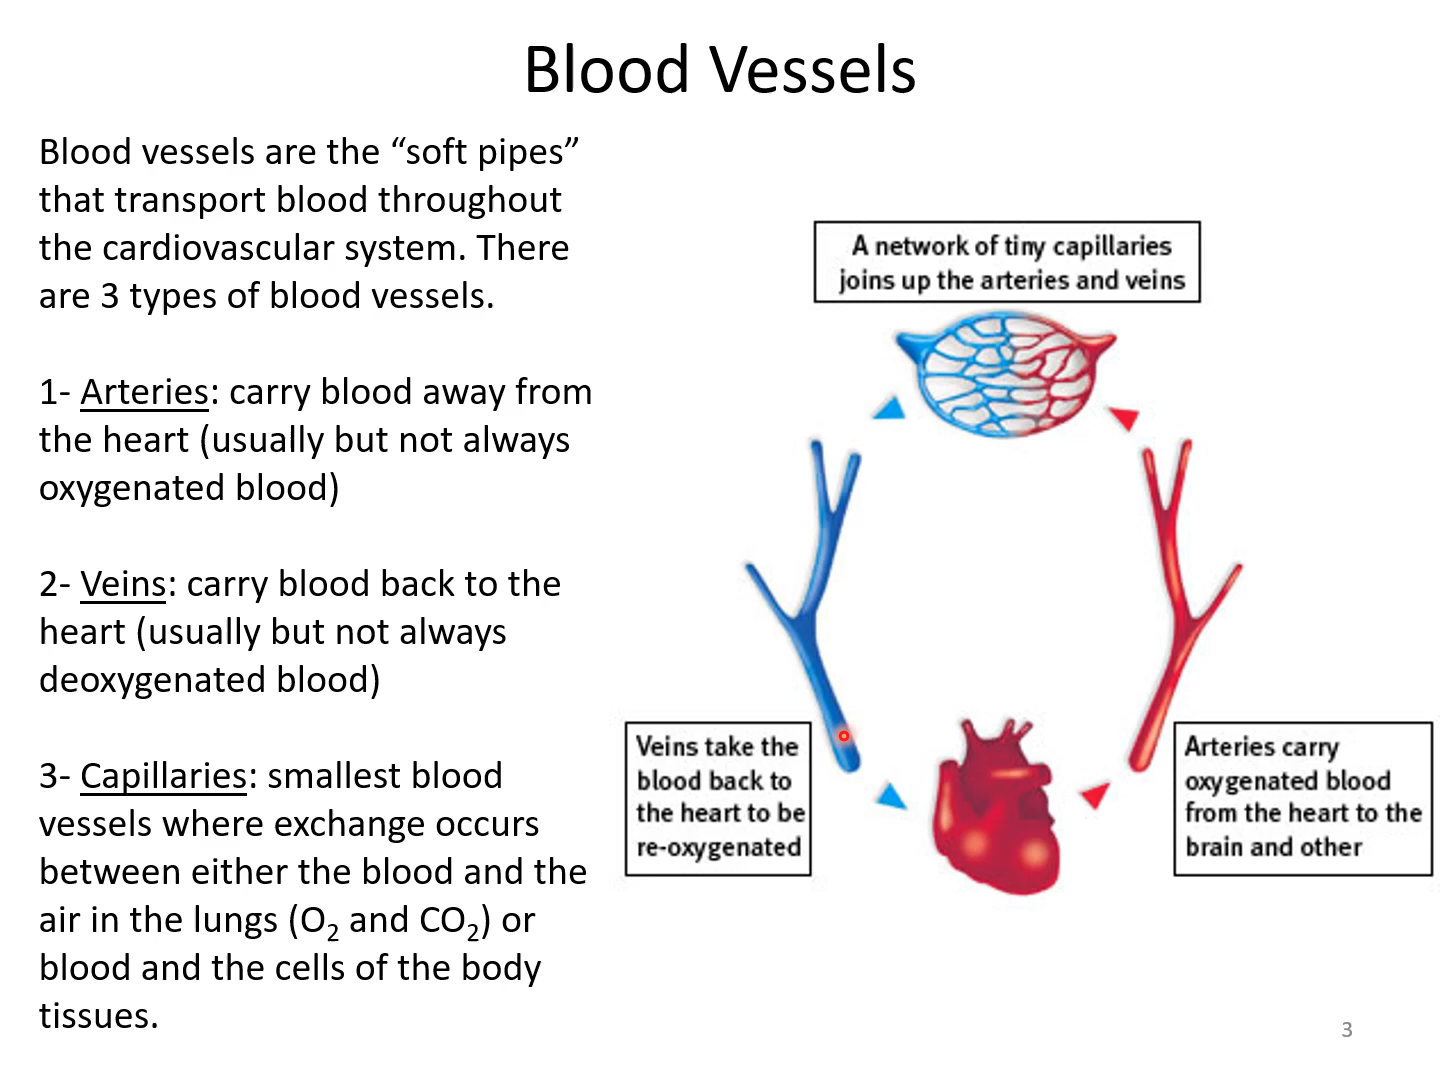 Blood Vessels
Blood vessels are the “soft pipes”
that transport blood throughout
the cardiovascular system. There
are 3 types of blood vessels.
1- Arteries: carry blood away from
the heart (usually but not always
oxygenated blood)
2- Veins: carry blood back to the
heart (usually but not always
deoxygenated blood)
3- Capillaries: smallest blood
vessels where exchange occurs
between either the blood and the
air in the lungs (O₂ and CO₂) or
blood and the cells of the body
tissues.
A network of tiny capillaries
joins up the arteries and veins
Veins take the
blood back to
the heart to be
re-oxygenated
Arteries carry
oxygenated blood
from the heart to the
brain and other
3